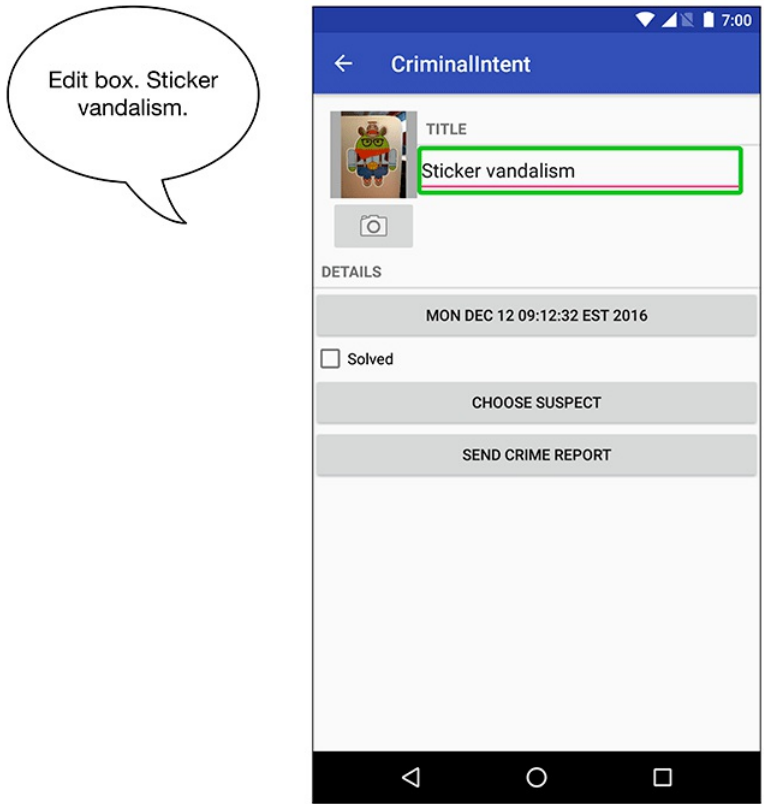 Edit box. Sticker
vandalism.
7:00
CriminalIntent
TITLE
Sticker vandalism
DETAILS
MON DEC 12 09:12:32 EST 2016
Solved
CHOOSE SUSPECT
SEND CRIME REPORT